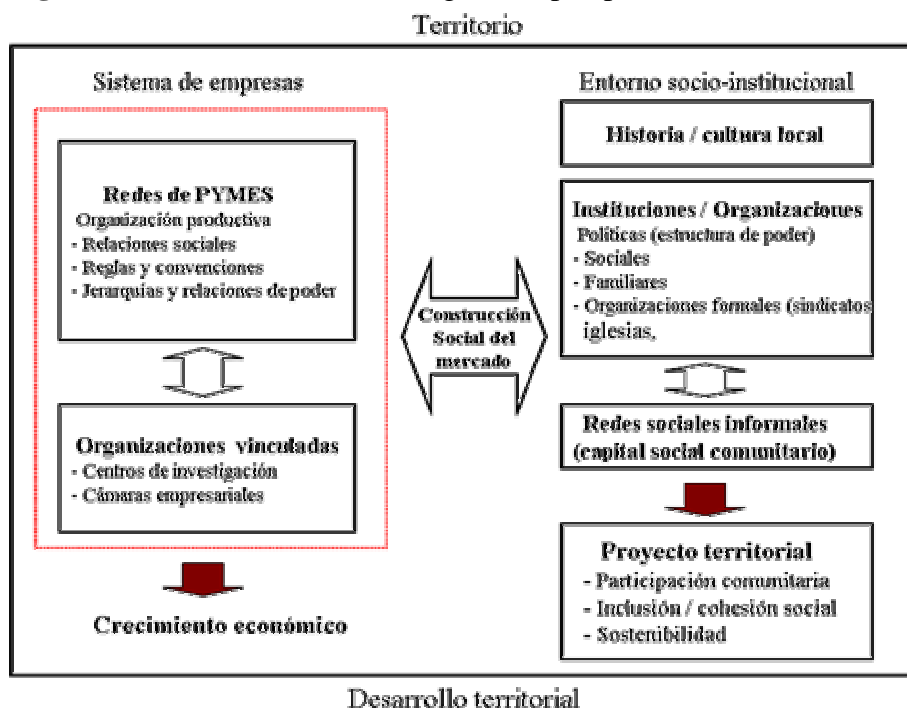 Territorio
Sistema de empresas
Redes de PYMES
Organización productiva
- Relaciones sociales
- Reglas y convenciones
- Jerarquías y relaciones de poder
Organizaciones vinculadas
- Centros de investigación
- Cámaras empresariales
Crecimiento económico
Construcción
Social del
mercado
Entorno socio-institucional
Historia / cultura local
Instituciones / Organizaciones
Políticas (estructura de poder)
- Sociales
- Familiares
- Organizaciones formales (sindicatos
iglesias,
Redes sociales informales
(capital social comunitario)
Proyecto territorial
- Participación comunitaria
- Inclusión / cohesión social
- Sostenibilidad
Desarrollo territorial